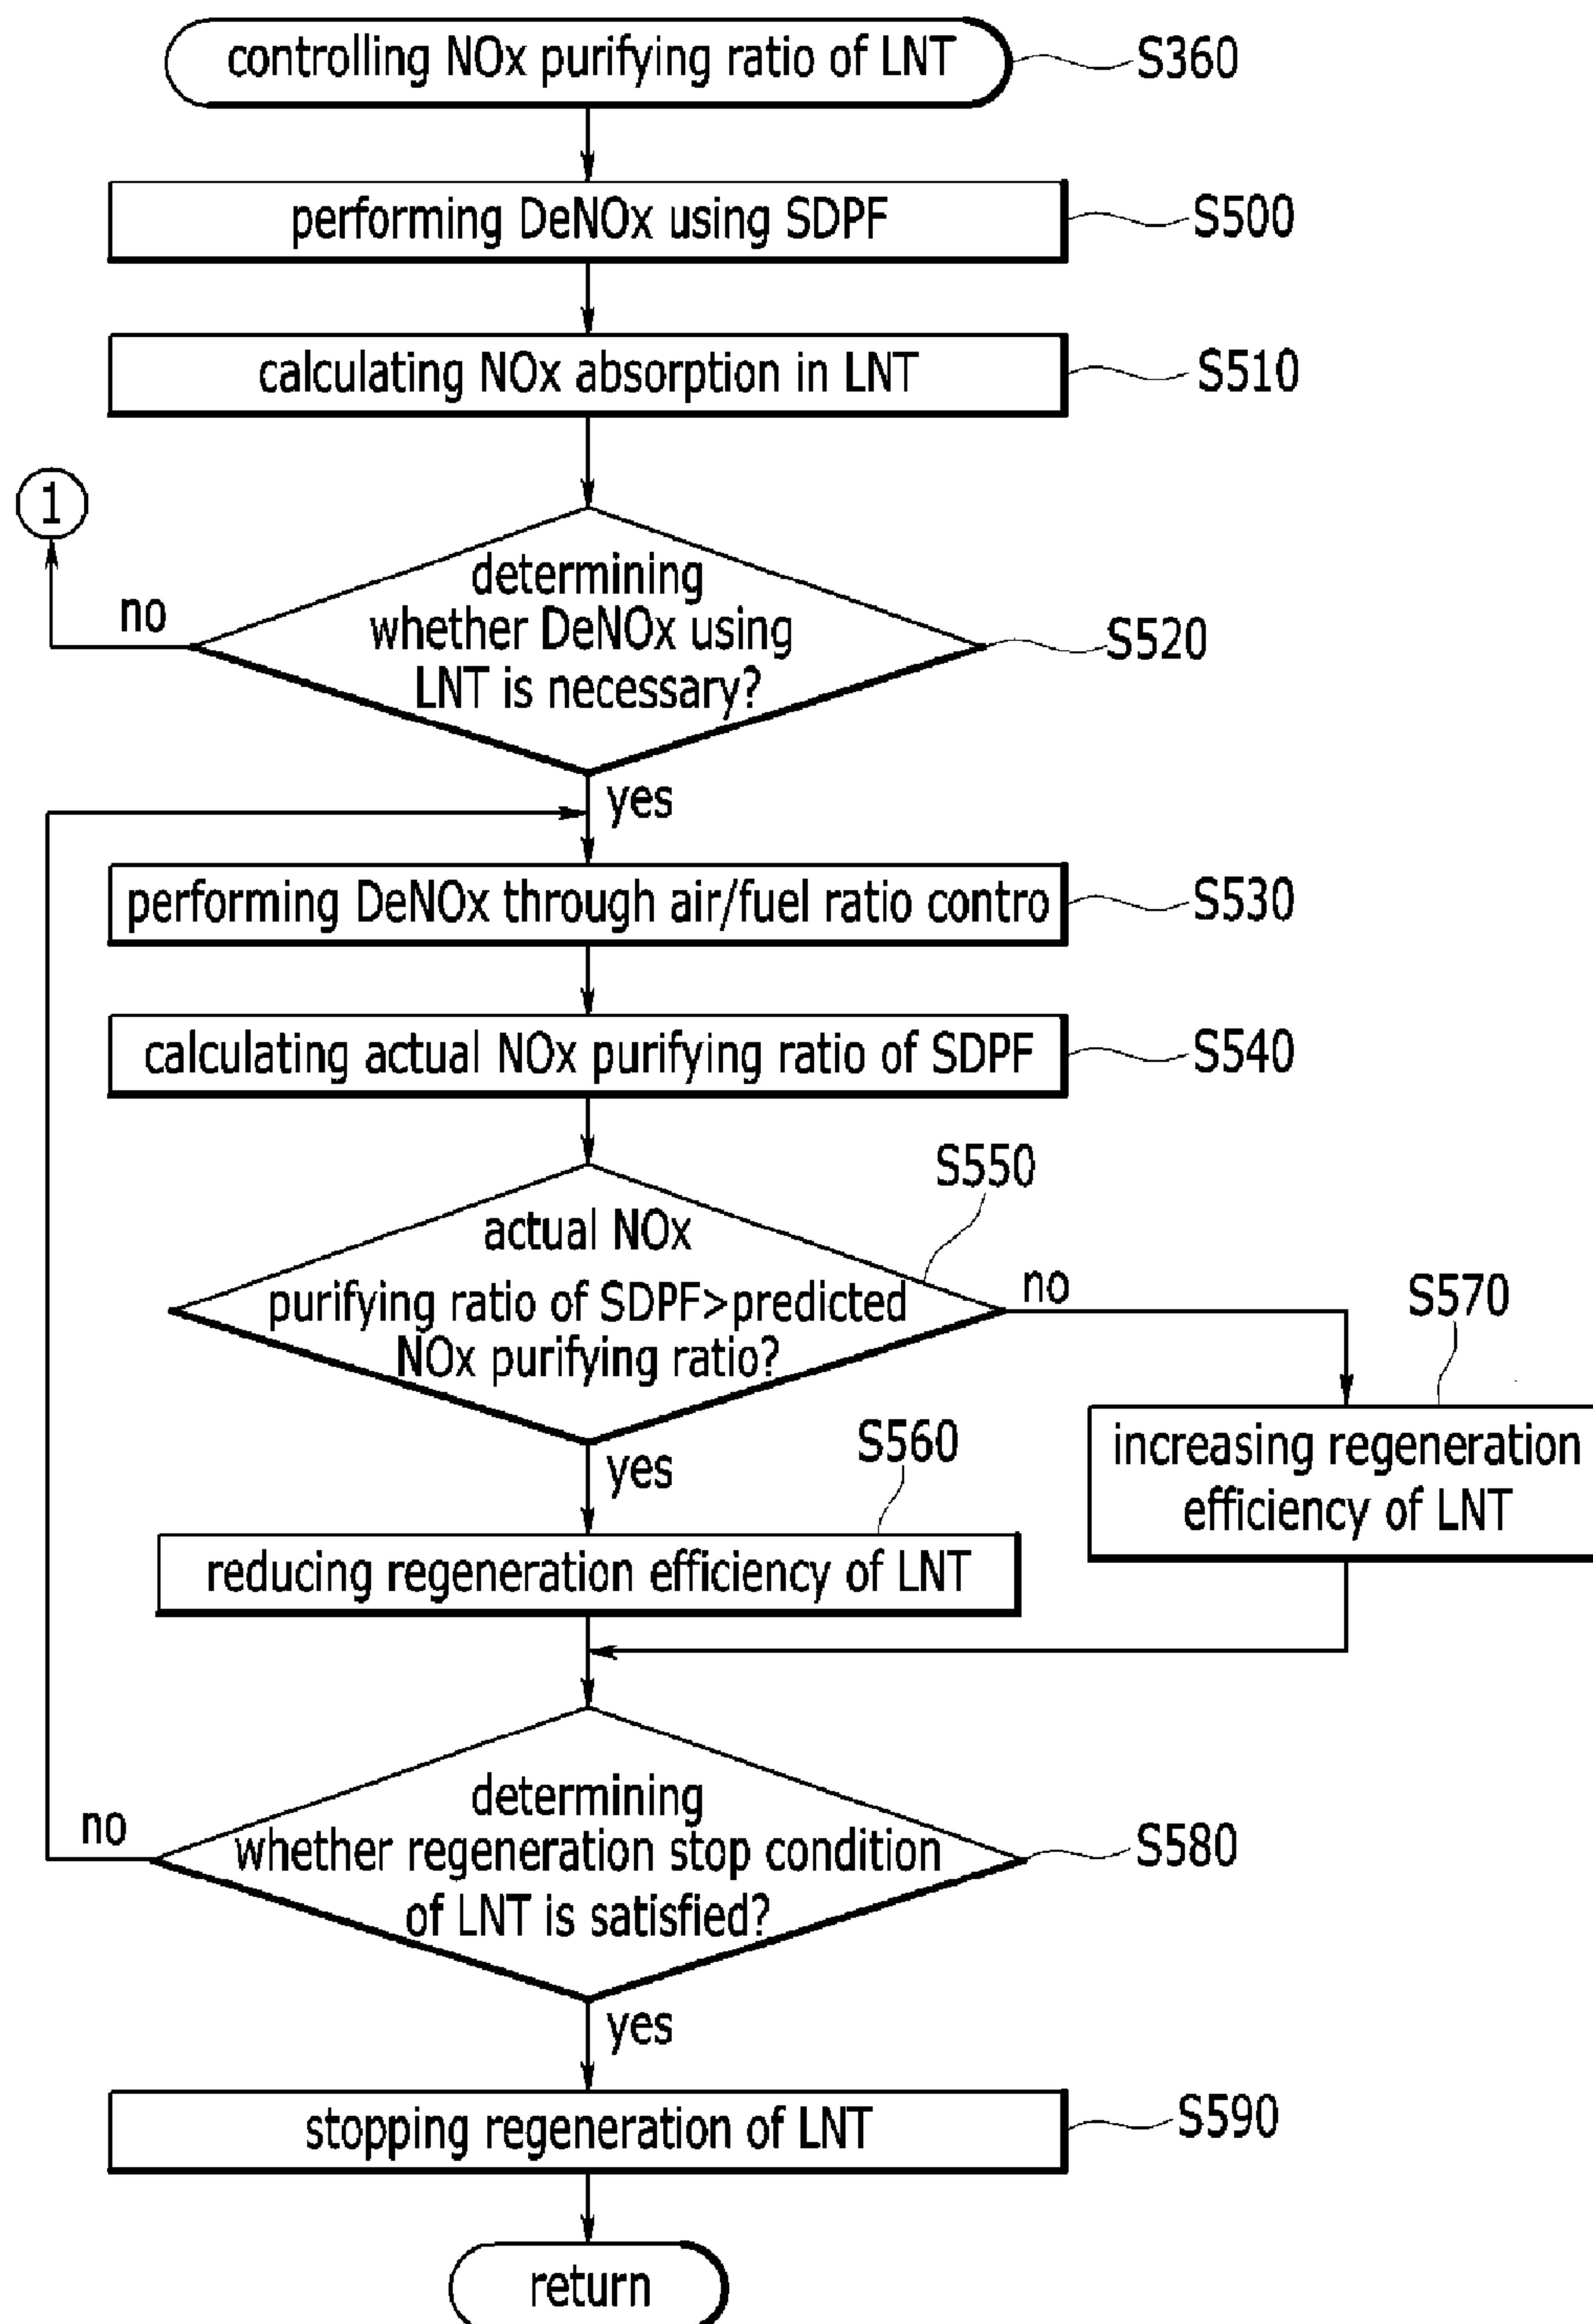 controlling NOx purifying ratio of LNT
S360
performing DeNOx using SDPF
S500
calculating NOx absorption in LNT
S510
1
no
determining
whether DeNOx using
LNT is necessary?
S520
yes
performing DeNOx through air/fuel ratio contro
S530
calculating actual NOx purifying ratio of SDPF
S540
S550
actual NOx
purifying ratio of SDPF>predicted
NOx purifying ratio?
no
S570
yes
S560
increasing regeneration
efficiency of LNT
reducing regeneration efficiency of LNT
no
determining
whether regeneration stop condition
of LNT is satisfied?
S580
yes
stopping regeneration of LNT
S590
return